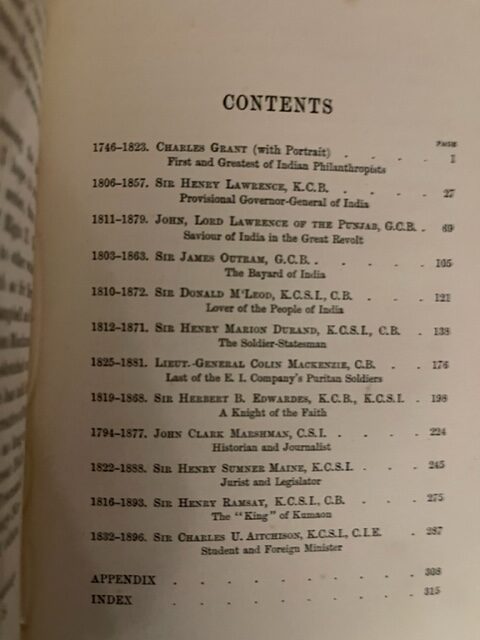 CONTENTS
PAGE
1746–1823. CHARLES GRANT (with Portrait) . . . . 1
First and Greatest of Indian Philanthropists
1806–1857. SIR HENRY LAWRENCE, K.C.B. . . . . 27
Provisional Governor-General of India
1811–1879. JOHN, LORD LAWRENCE OF THE PUNJAB, G.C.B. . 69
Saviour of India in the Great Revolt
1803–1863. SIR JAMES OUTRAM, G.C.B. . . . . 105
The Bayard of India
1810–1872. SIR DONALD M'LEOD, K.C.S.I., C.B. . . . 121
Lover of the People of India
1812–1871. SIR HENRY MARION DURAND, K.C.S.I., C.B. . 138
The Soldier-Statesman
1825–1881. LIEUT.-GENERAL COLIN MACKENZIE, C.B. . . 176
Last of the E. I. Company's Puritan Soldiers
1819–1868. SIR HERBERT B. EDWARDES, K.C.B., K.C.S.I. . 198
A Knight of the Faith
1794–1877. JOHN CLARK MARSHMAN, C.S.I. . . . . 224
Historian and Journalist
1822–1888. SIR HENRY SUMNER MAINE, K.C.S.I. . . . 245
Jurist and Legislator
1816–1893. SIR HENRY RAMSAY, K.C.S.I., C.B. . . . 275
The "King" of Kumaon
1832–1896. SIR CHARLES U. AITCHISON, K.C.S.I., C.I.E. . 287
Student and Foreign Minister
APPENDIX . . . . . . . 308
INDEX . . . . . . . 315